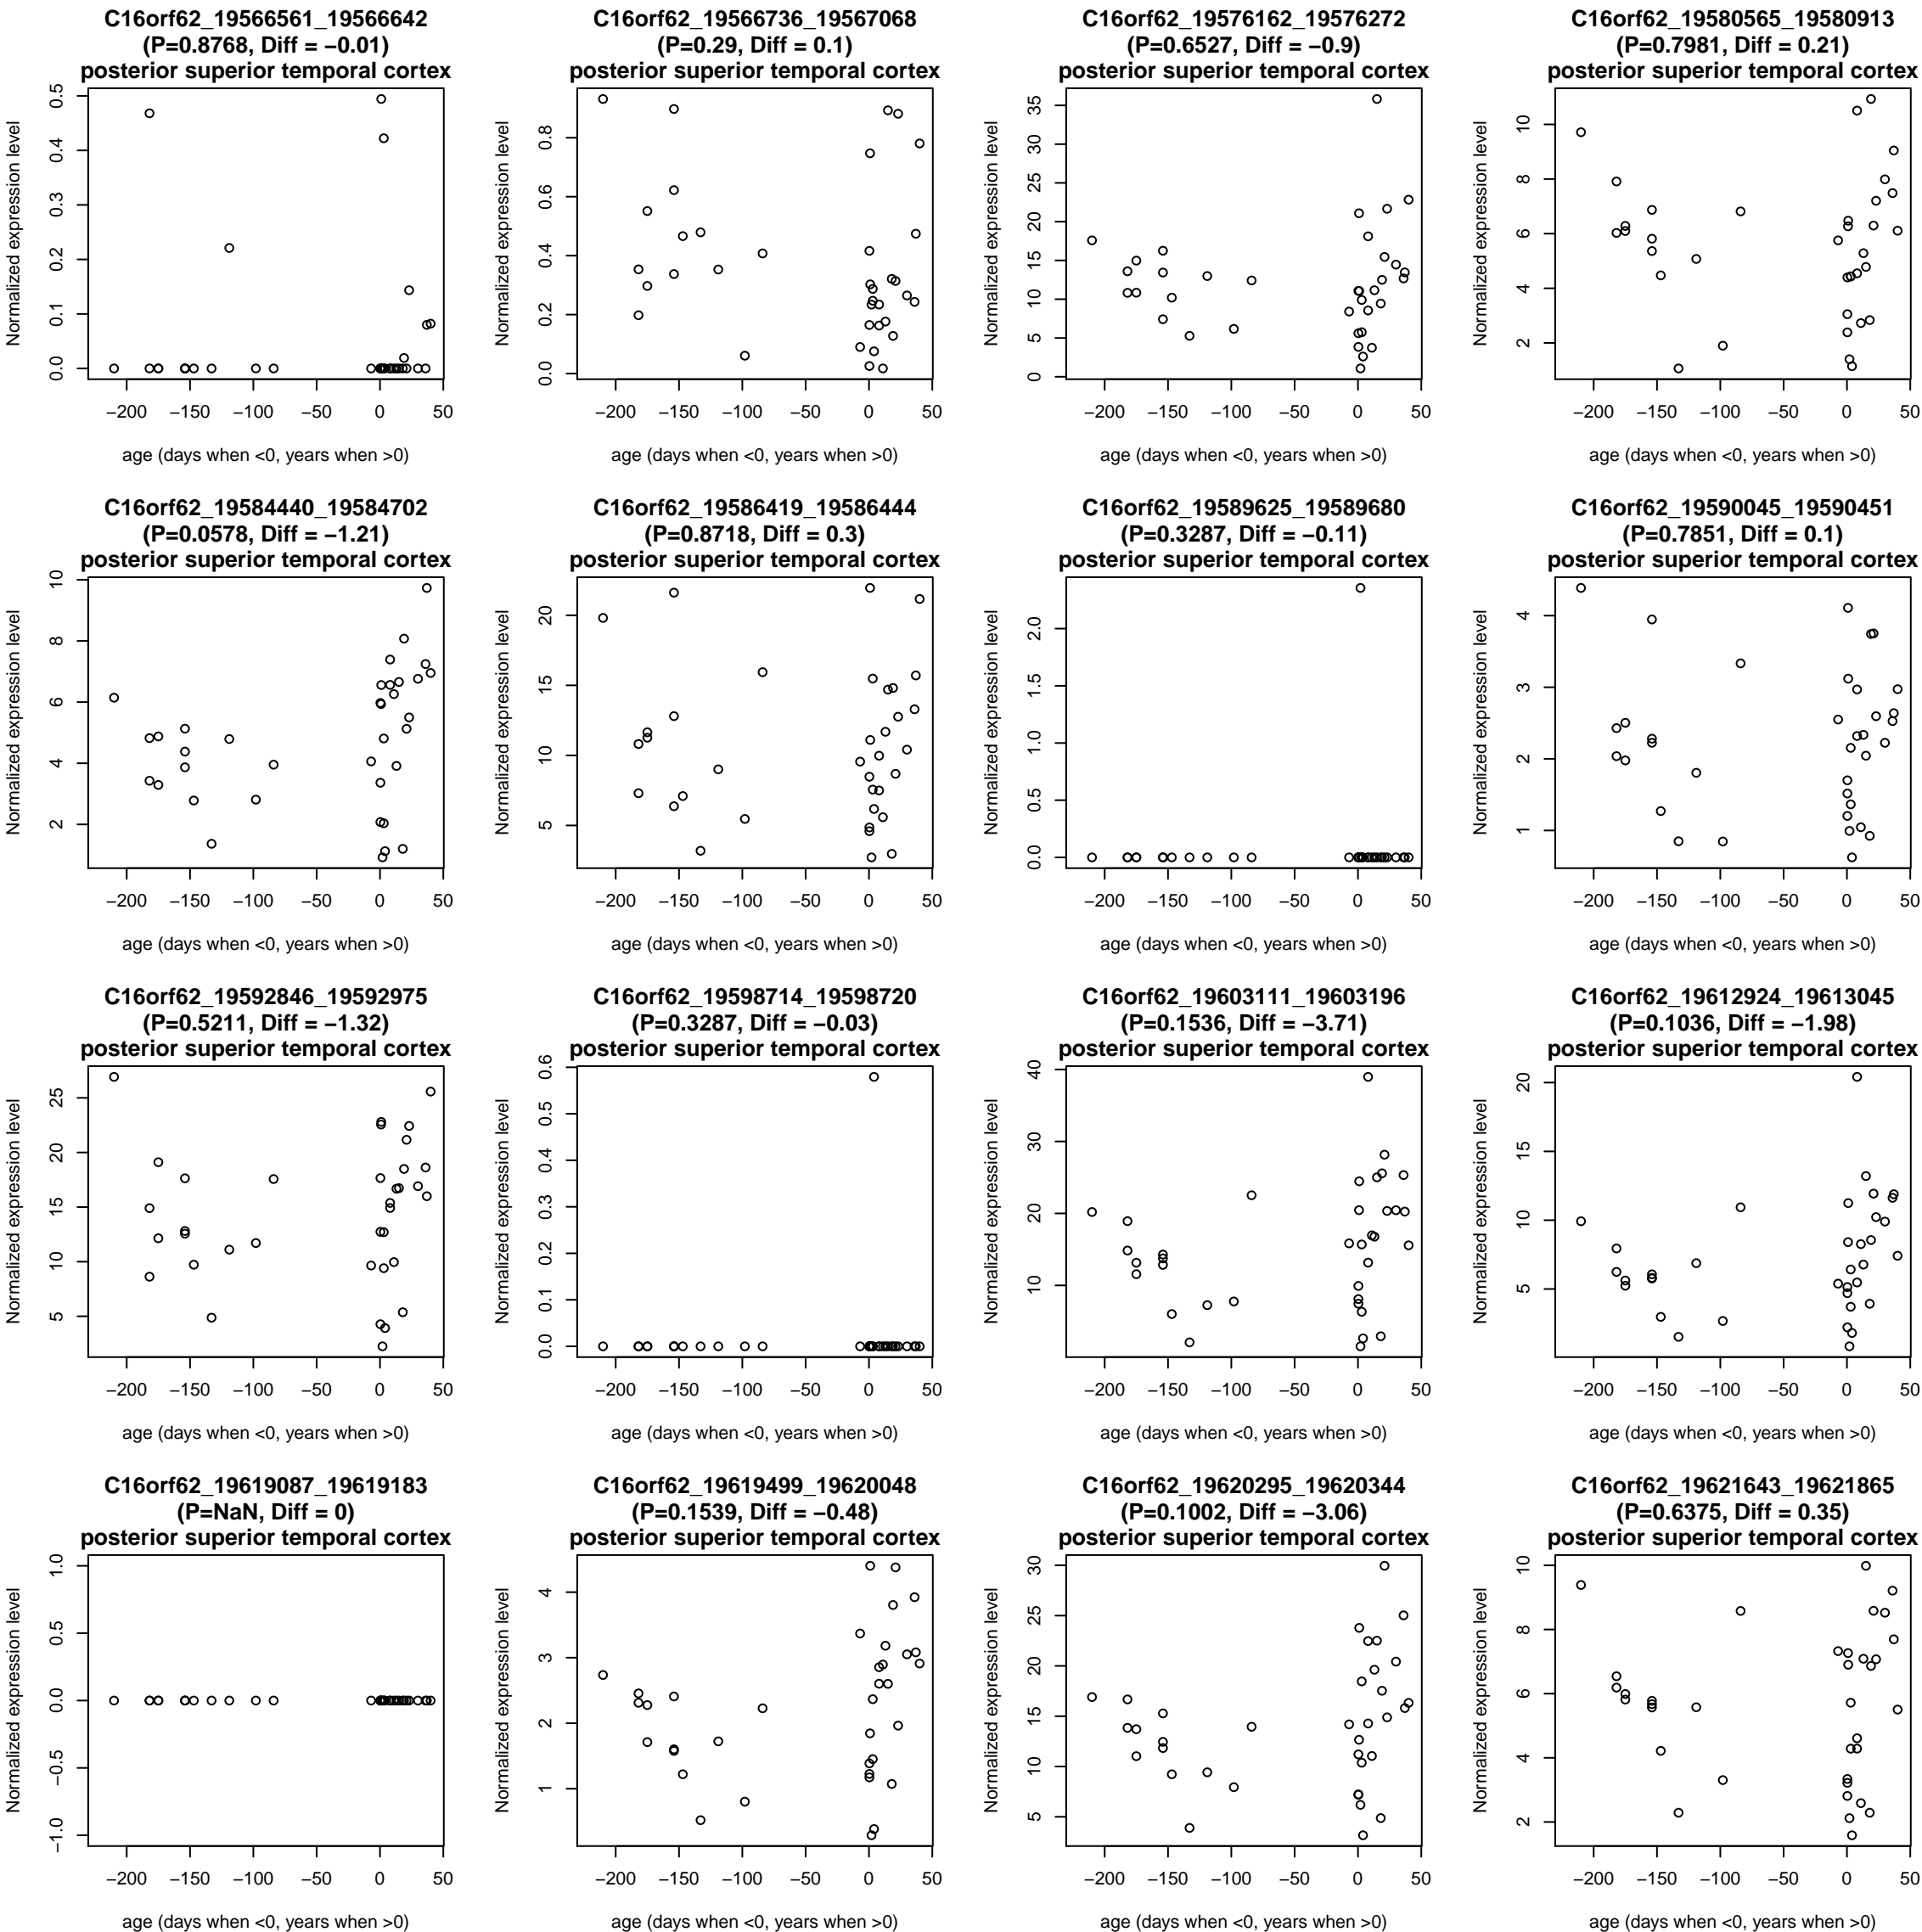 C16orf62_19566561_19566642
(P=0.8768, Diff = −0.01)
posterior superior temporal cortex
Normalized expression level
0.0 0.1 0.2 0.3 0.4 0.5
−200 −150 −100 −50 0 50
age (days when <0, years when >0)
C16orf62_19566736_19567068
(P=0.29, Diff = 0.1)
posterior superior temporal cortex
Normalized expression level
0.0 0.2 0.4 0.6 0.8
−200 −150 −100 −50 0 50
age (days when <0, years when >0)
C16orf62_19576162_19576272
(P=0.6527, Diff = −0.9)
posterior superior temporal cortex
Normalized expression level
0 5 10 15 20 25 30 35
−200 −150 −100 −50 0 50
age (days when <0, years when >0)
C16orf62_19580565_19580913
(P=0.7981, Diff = 0.21)
posterior superior temporal cortex
Normalized expression level
2 4 6 8 10
−200 −150 −100 −50 0 50
age (days when <0, years when >0)
C16orf62_19584440_19584702
(P=0.0578, Diff = −1.21)
posterior superior temporal cortex
Normalized expression level
2 4 6 8 10
−200 −150 −100 −50 0 50
age (days when <0, years when >0)
C16orf62_19586419_19586444
(P=0.8718, Diff = 0.3)
posterior superior temporal cortex
Normalized expression level
5 10 15 20
−200 −150 −100 −50 0 50
age (days when <0, years when >0)
C16orf62_19589625_19589680
(P=0.3287, Diff = −0.11)
posterior superior temporal cortex
Normalized expression level
0.0 0.5 1.0 1.5 2.0
−200 −150 −100 −50 0 50
age (days when <0, years when >0)
C16orf62_19590045_19590451
(P=0.7851, Diff = 0.1)
posterior superior temporal cortex
Normalized expression level
1 2 3 4
−200 −150 −100 −50 0 50
age (days when <0, years when >0)
C16orf62_19592846_19592975
(P=0.5211, Diff = −1.32)
posterior superior temporal cortex
Normalized expression level
5 10 15 20 25
−200 −150 −100 −50 0 50
age (days when <0, years when >0)
C16orf62_19598714_19598720
(P=0.3287, Diff = −0.03)
posterior superior temporal cortex
Normalized expression level
0.0 0.1 0.2 0.3 0.4 0.5 0.6
−200 −150 −100 −50 0 50
age (days when <0, years when >0)
C16orf62_19603111_19603196
(P=0.1536, Diff = −3.71)
posterior superior temporal cortex
Normalized expression level
10 20 30 40
−200 −150 −100 −50 0 50
age (days when <0, years when >0)
C16orf62_19612924_19613045
(P=0.1036, Diff = −1.98)
posterior superior temporal cortex
Normalized expression level
5 10 15 20
−200 −150 −100 −50 0 50
age (days when <0, years when >0)
C16orf62_19619087_19619183
(P=NaN, Diff = 0)
posterior superior temporal cortex
Normalized expression level
−1.0 −0.5 0.0 0.5 1.0
−200 −150 −100 −50 0 50
age (days when <0, years when >0)
C16orf62_19619499_19620048
(P=0.1539, Diff = −0.48)
posterior superior temporal cortex
Normalized expression level
1 2 3 4
−200 −150 −100 −50 0 50
age (days when <0, years when >0)
C16orf62_19620295_19620344
(P=0.1002, Diff = −3.06)
posterior superior temporal cortex
Normalized expression level
5 10 15 20 25 30
−200 −150 −100 −50 0 50
age (days when <0, years when >0)
C16orf62_19621643_19621865
(P=0.6375, Diff = 0.35)
posterior superior temporal cortex
Normalized expression level
2 4 6 8 10
−200 −150 −100 −50 0 50
age (days when <0, years when >0)